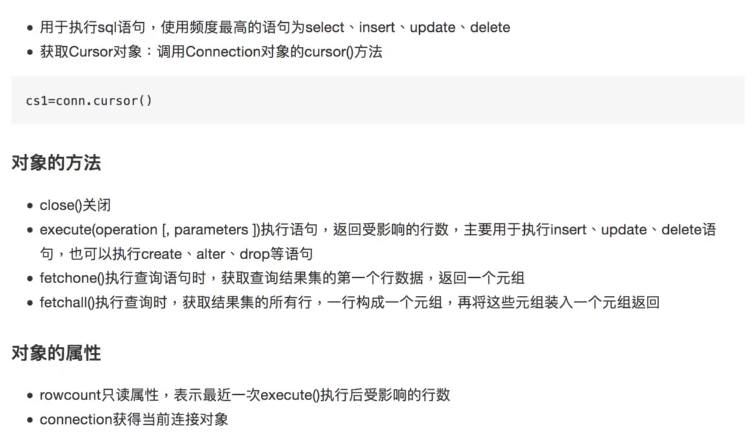 用于执行sql语句，使用频度最高的语句为select、insert、update、delete
获取Cursor对象：调用Connection对象的cursor()方法
cs1=conn.cursor()
对象的方法
close()关闭
execute(operation [, parameters ])执行语句，返回受影响的行数，主要用于执行insert、update、delete语
句，也可以执行create、alter、drop等语句
fetchone()执行查询语句时，获取查询结果集的第一个行数据，返回一个元组
fetchall()执行查询时，获取结果集的所有行，一行构成一个元组，再将这些元组装入一个元组返回
对象的属性
rowcount只读属性，表示最近一次execute()执行后受影响的行数
connection获得当前连接对象